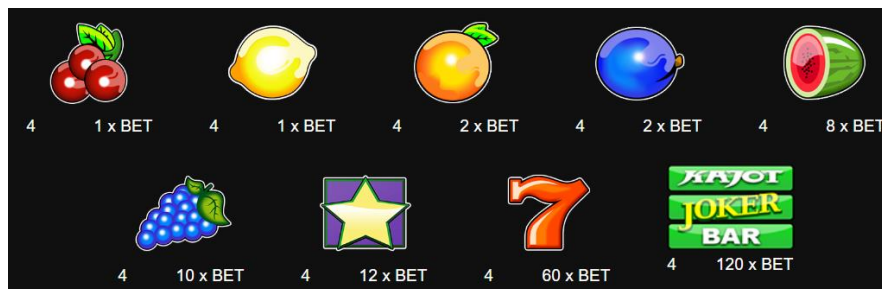 4 1 x BET 4 1 x BET 4 2 x BET 4 2 x BET 4 8 x BET
7
KAJOT
JOKER
BAR
4 10 x BET 4 12 x BET 4 60 x BET 4 120 x BET